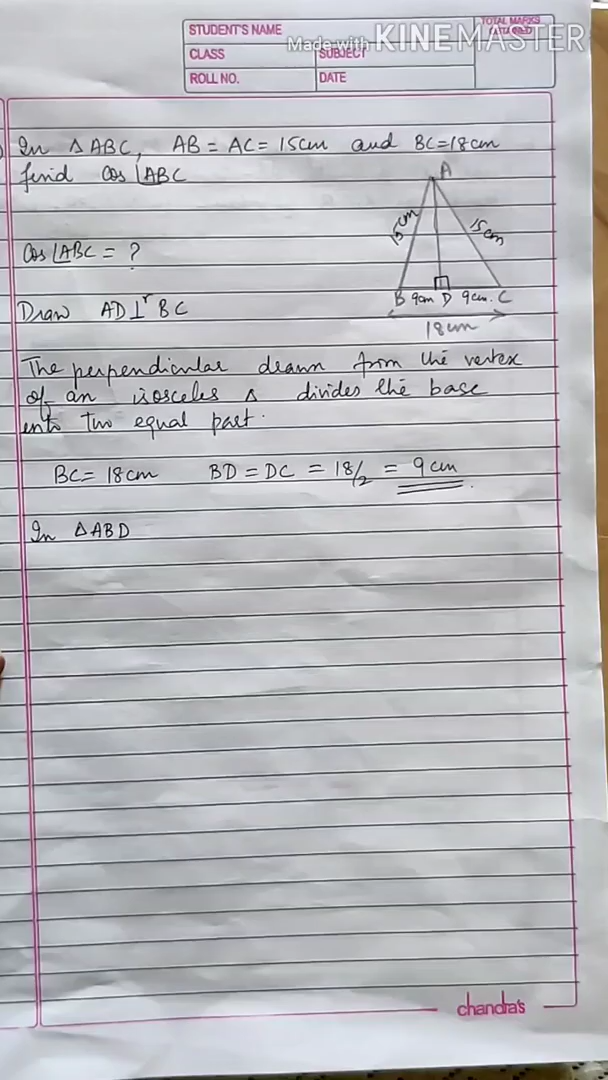 STUDENT'S NAME
TOTAL MARKS
Made with KINEMASTER
CLASS
SUBJECT
ROLL NO.
DATE
In △ABC, AB = AC = 15cm and BC=18cm
find Cos ∠ABC
A
15cm
15cm
Cos∠ABC = ?
B 9cm D 9cm. C
Draw AD⊥ʳ BC
18cm
The perpendicular drawn from the vertex
of an isosceles △ divides the base
into two equal part.
BC= 18cm BD = DC = 18/2 = 9cm
In △ABD
chandra's